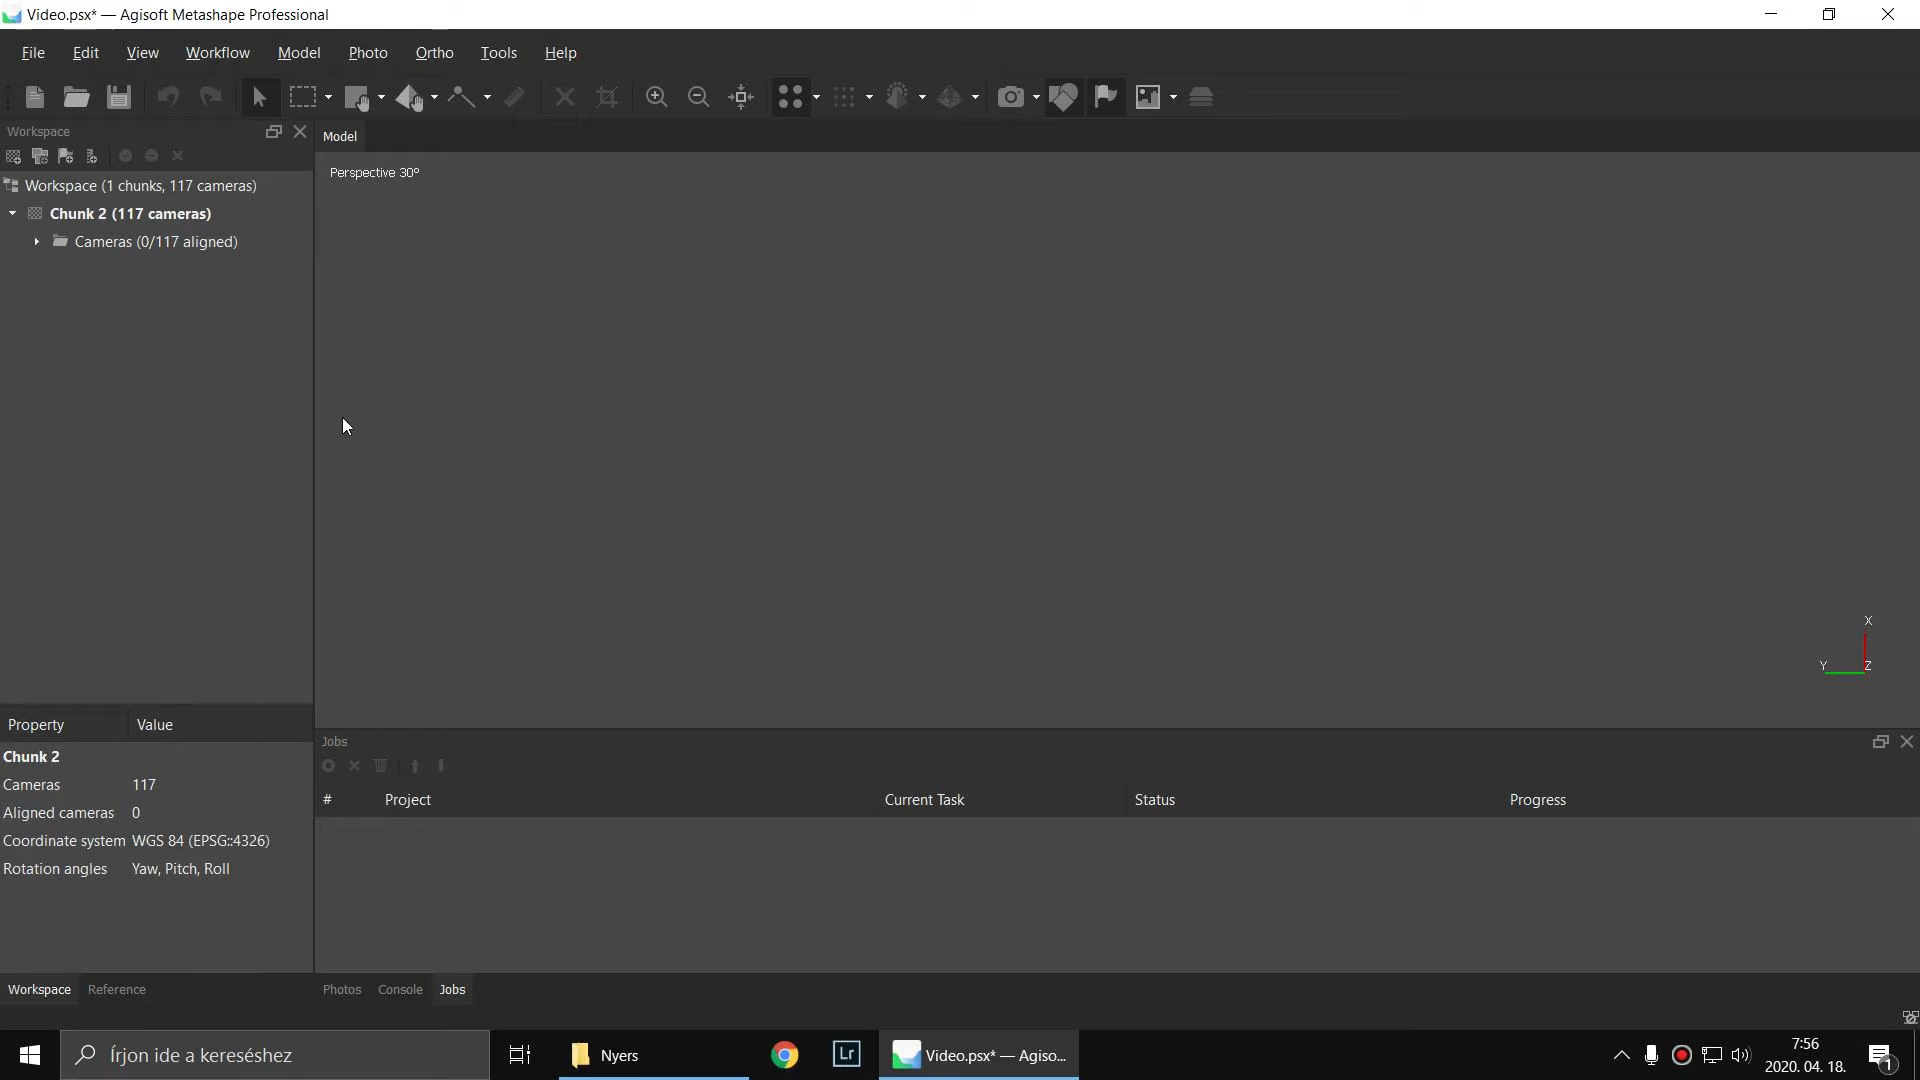 Video.psx* — Agisoft Metashape Professional
File Edit View Workflow Model Photo Ortho Tools Help
Workspace
Model
Perspective 30°
Workspace (1 chunks, 117 cameras)
Chunk 2 (117 cameras)
Cameras (0/117 aligned)
X
Y
Z
Property Value
Chunk 2
Cameras 117
Aligned cameras 0
Coordinate system WGS 84 (EPSG::4326)
Rotation angles Yaw, Pitch, Roll
Jobs
# Project Current Task Status Progress
Workspace Reference
Photos Console Jobs
Írjon ide a kereséshez
Nyers
Lr
Video.psx* — Agiso...
7:56
2020. 04. 18.
1